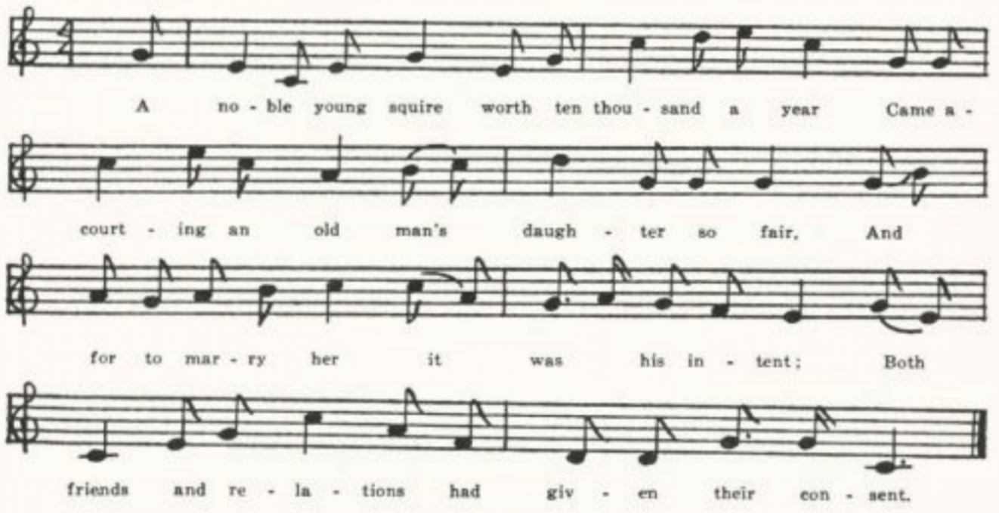 A no - ble young squire worth ten thou - sand a year Came a -
court - ing an old man's daugh - ter so fair, And
for to mar - ry her it was his in - tent; Both
friends and re - la - tions had giv - en their con - sent.